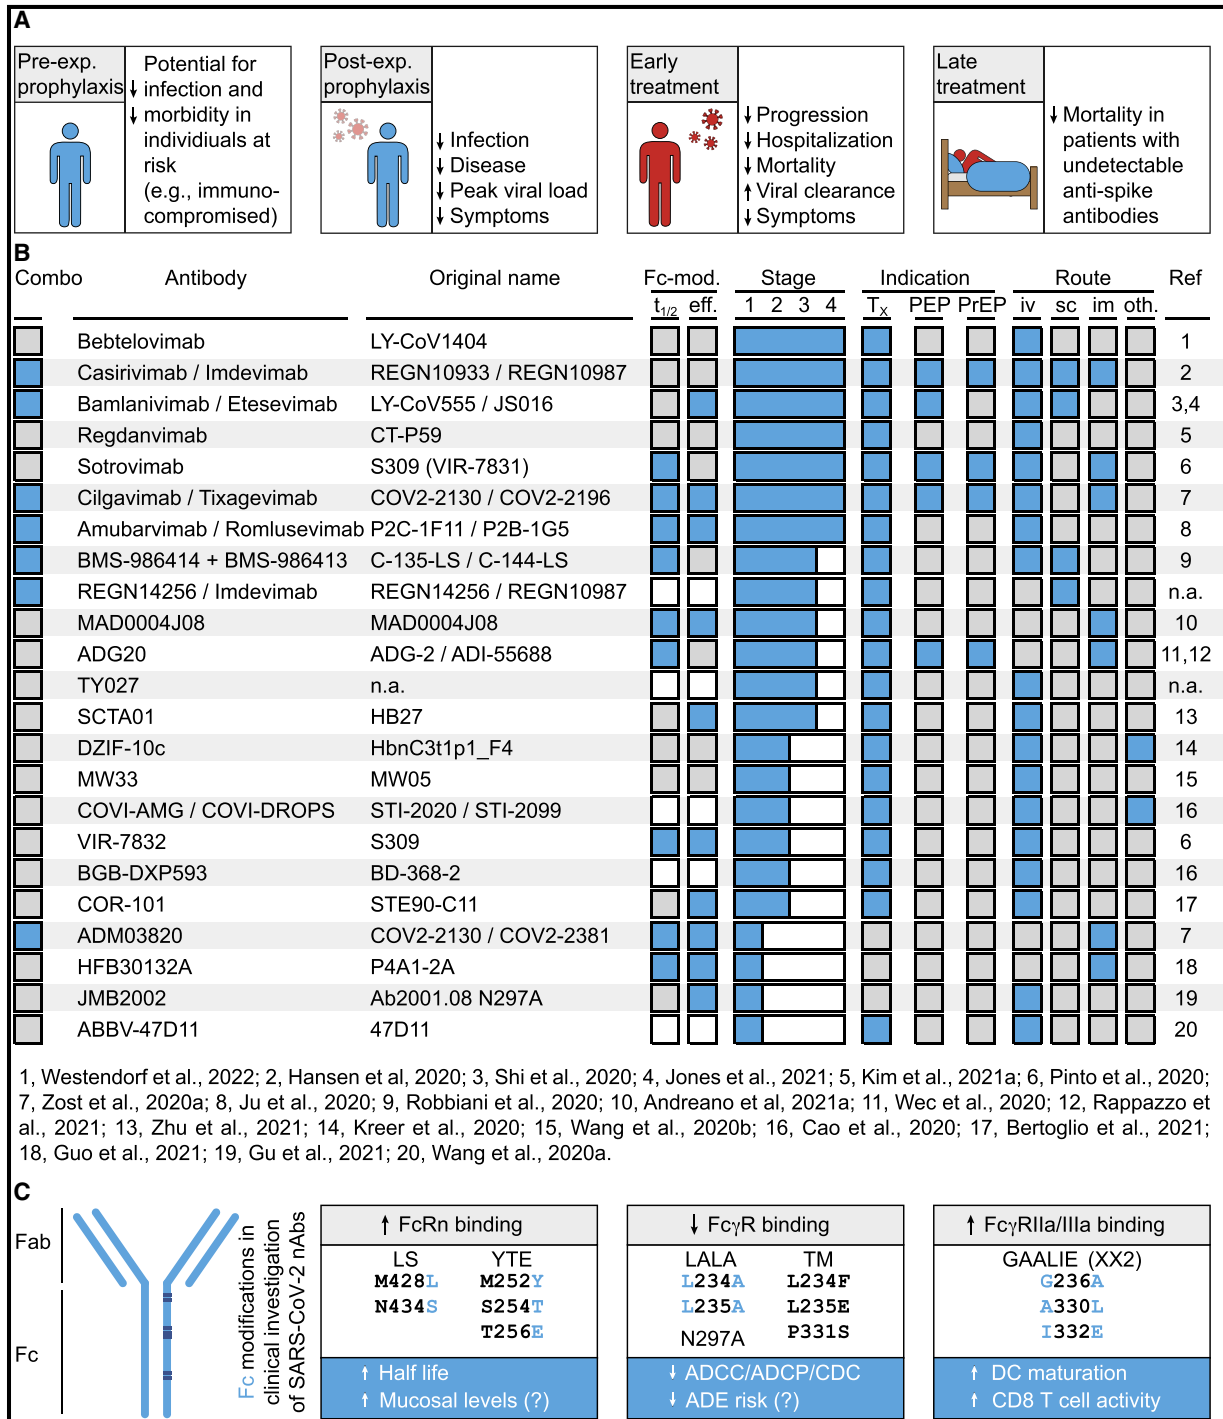 A
Pre-exp.
prophylaxis
Potential for
infection and
morbidity in
individiuals at
risk
(e.g., immuno-
compromised)
Post-exp.
prophylaxis
Infection
Disease
Peak viral load
Symptoms
Early
treatment
Progression
Hospitalization
Mortality
Viral clearance
Symptoms
Late
treatment
Mortality in
patients with
undetectable
anti-spike
antibodies
B
Combo Antibody Original name Fc-mod. Stage Indication Route Ref
t1/2 eff. 1 2 3 4 TX PEP PrEP iv sc im oth.
Bebtelovimab LY-CoV1404 1
Casirivimab / Imdevimab REGN10933 / REGN10987 2
Bamlanivimab / Etesevimab LY-CoV555 / JS016 3,4
Regdanvimab CT-P59 5
Sotrovimab S309 (VIR-7831) 6
Cilgavimab / Tixagevimab COV2-2130 / COV2-2196 7
Amubarvimab / Romlusevimab P2C-1F11 / P2B-1G5 8
BMS-986414 + BMS-986413 C-135-LS / C-144-LS 9
REGN14256 / Imdevimab REGN14256 / REGN10987 n.a.
MAD0004J08 MAD0004J08 10
ADG20 ADG-2 / ADI-55688 11,12
TY027 n.a. n.a.
SCTA01 HB27 13
DZIF-10c HbnC3t1p1_F4 14
MW33 MW05 15
COVI-AMG / COVI-DROPS STI-2020 / STI-2099 16
VIR-7832 S309 6
BGB-DXP593 BD-368-2 16
COR-101 STE90-C11 17
ADM03820 COV2-2130 / COV2-2381 7
HFB30132A P4A1-2A 18
JMB2002 Ab2001.08 N297A 19
ABBV-47D11 47D11 20
1, Westendorf et al., 2022; 2, Hansen et al, 2020; 3, Shi et al., 2020; 4, Jones et al., 2021; 5, Kim et al., 2021a; 6, Pinto et al., 2020;
7, Zost et al., 2020a; 8, Ju et al., 2020; 9, Robbiani et al., 2020; 10, Andreano et al, 2021a; 11, Wec et al., 2020; 12, Rappazzo et
al., 2021; 13, Zhu et al., 2021; 14, Kreer et al., 2020; 15, Wang et al., 2020b; 16, Cao et al., 2020; 17, Bertoglio et al., 2021;
18, Guo et al., 2021; 19, Gu et al., 2021; 20, Wang et al., 2020a.
C
Fab
Fc
Fc modifications in
clinical investigation
of SARS-CoV-2 nAbs
↑ FcRn binding
LS YTE
M428L M252Y
N434S S254T
T256E
↑ Half life
↑ Mucosal levels (?)
↓ FcγR binding
LALA TM
L234A L234F
L235A L235E
N297A P331S
↓ ADCC/ADCP/CDC
↓ ADE risk (?)
↑ FcγRIIa/IIIa binding
GAALIE (XX2)
G236A
A330L
I332E
↑ DC maturation
↑ CD8 T cell activity